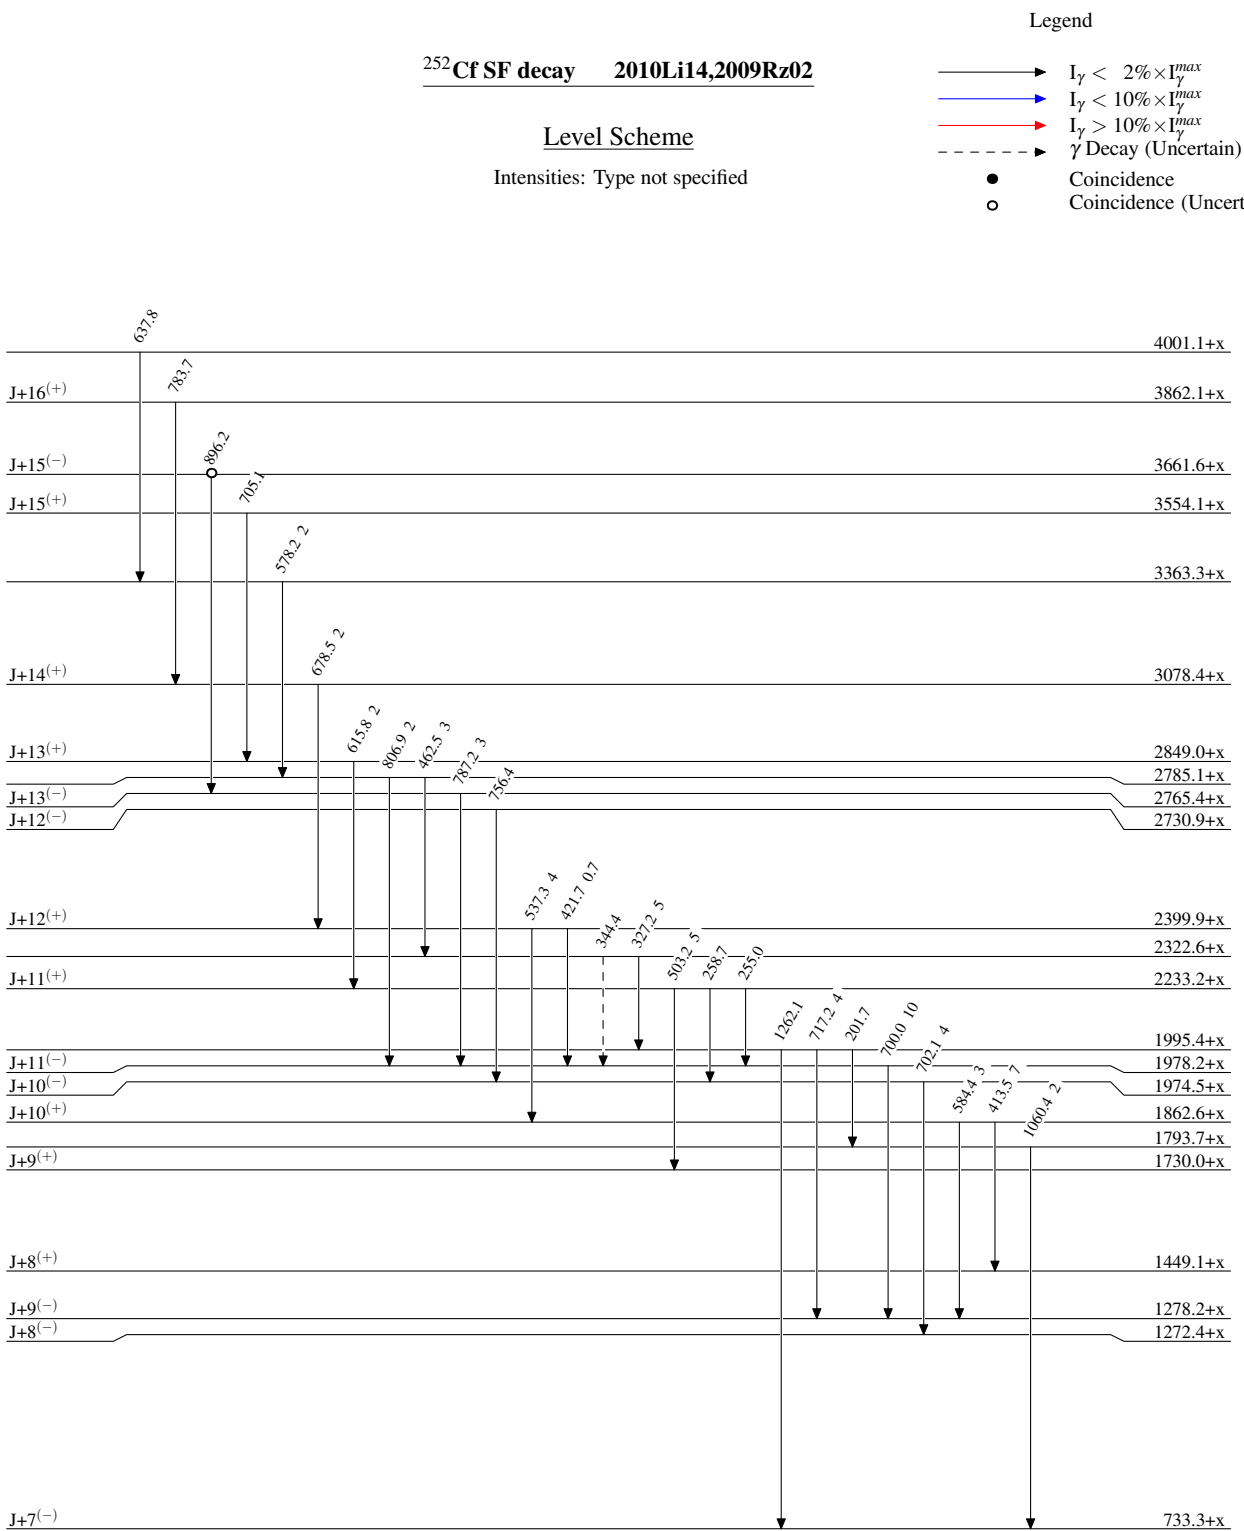 Legend
²⁵²Cf SF decay 2010Li14,2009Rz02
Level Scheme
Intensities: Type not specified
Iγ < 2%×Iγ^max
Iγ < 10%×Iγ^max
Iγ > 10%×Iγ^max
γ Decay (Uncertain)
Coincidence
Coincidence (Uncert
637.8
4001.1+x
783.7
J+16(+) 3862.1+x
896.2
J+15(−) 3661.6+x
705.1
J+15(+) 3554.1+x
578.2 2
3363.3+x
678.5 2
J+14(+) 3078.4+x
615.8 2
806.9 2
462.5 3
787.2 3
756.4
J+13(+) 2849.0+x
2785.1+x
J+13(−) 2765.4+x
J+12(−) 2730.9+x
537.3 4
421.7 0.7
344.4
327.2 5
J+12(+) 2399.9+x
2322.6+x
503.2 5
258.7
255.0
J+11(+) 2233.2+x
1262.1
717.2 4
201.7
700.0 10
702.1 4
1995.4+x
J+11(−) 1978.2+x
J+10(−) 1974.5+x
584.4 3
413.5 7
1060.4 2
J+10(+) 1862.6+x
1793.7+x
J+9(+) 1730.0+x
J+8(+) 1449.1+x
J+9(−) 1278.2+x
J+8(−) 1272.4+x
J+7(−) 733.3+x